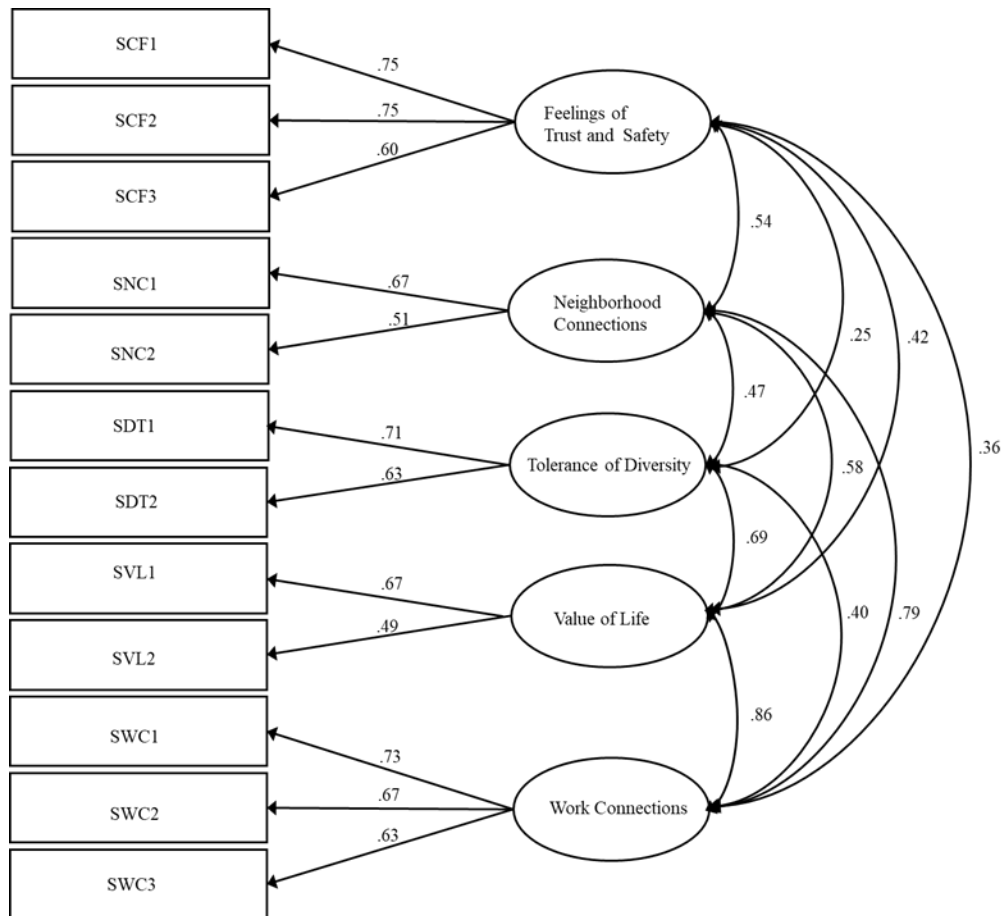 SCF1
.75
SCF2
.75
Feelings of
Trust and Safety
.60
SCF3
.54
SNC1
.67
Neighborhood
Connections
.51
SNC2
.25
.42
.47
SDT1
.71
.36
Tolerance of Diversity
.58
SDT2
.63
.69
SVL1
.67
Value of Life
.40
.79
SVL2
.49
.86
SWC1
.73
SWC2
.67
Work Connections
.63
SWC3